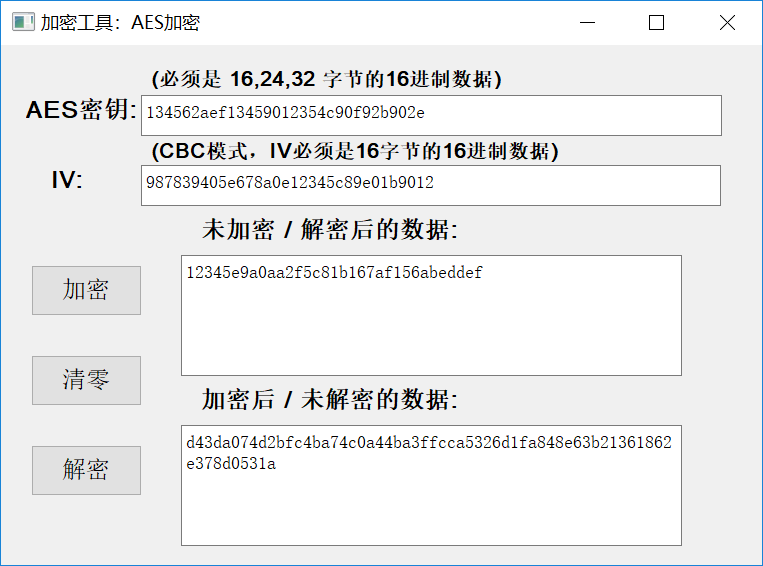 加密工具：AES加密
(必须是 16,24,32 字节的16进制数据)
AES密钥: 134562aef13459012354c90f92b902e
(CBC模式，IV必须是16字节的16进制数据)
IV: 987839405e678a0e12345c89e01b9012
未加密 / 解密后的数据:
加密 12345e9a0aa2f5c81b167af156abeddef
清零
加密后 / 未解密的数据:
解密 d43da074d2bfc4ba74c0a44ba3ffcca5326d1fa848e63b21361862
e378d0531a